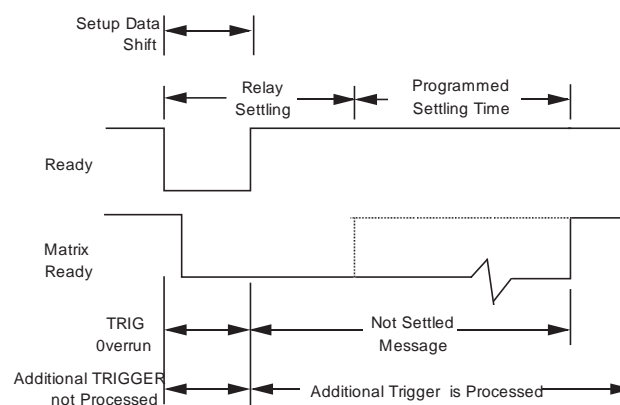 Setup Data
Shift
Relay
Settling
Programmed
Settling Time
Ready
Matrix
Ready
TRIG
0verrun
Not Settled
Message
Additional TRIGGER
not Processed
Additional Trigger is Processed